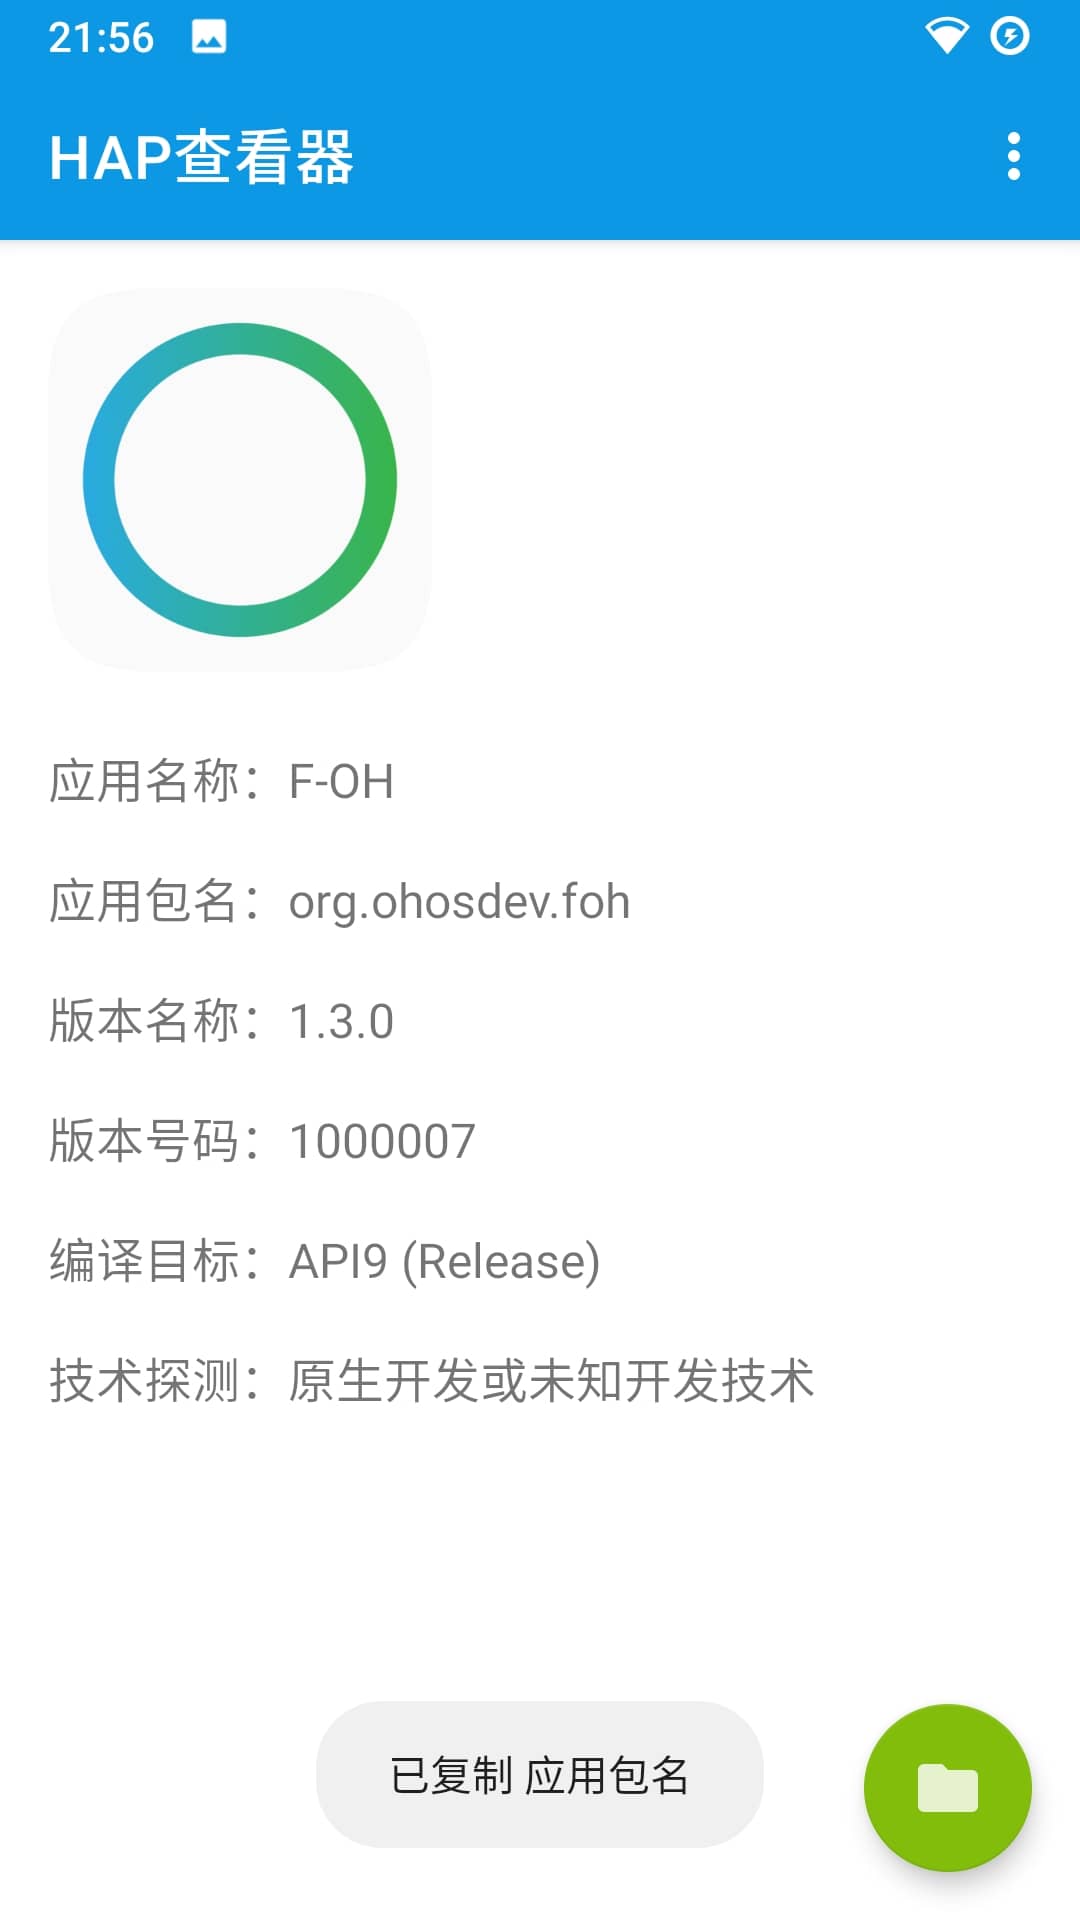 21:56
HAP查看器
应用名称：F-OH
应用包名：org.ohosdev.foh
版本名称：1.3.0
版本号码：1000007
编译目标：API9 (Release)
技术探测：原生开发或未知开发技术
已复制 应用包名